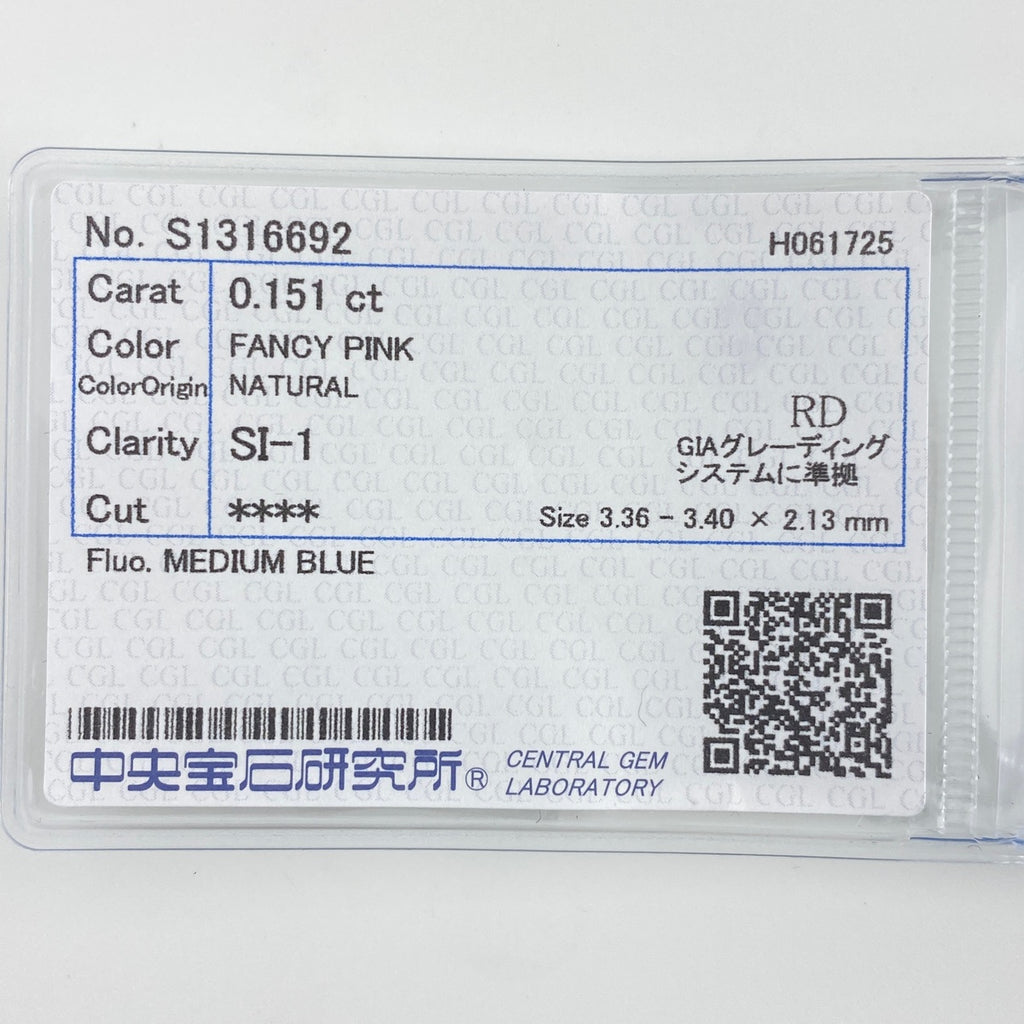 No. S1316692
H061725
Carat 0.151 ct
Color FANCY PINK
ColorOrigin NATURAL
Clarity SI-1
RD
GIAグレーディング
システムに準拠
Cut ****
Size 3.36 - 3.40 × 2.13 mm
Fluo. MEDIUM BLUE
中央宝石研究所®
CENTRAL GEM
LABORATORY